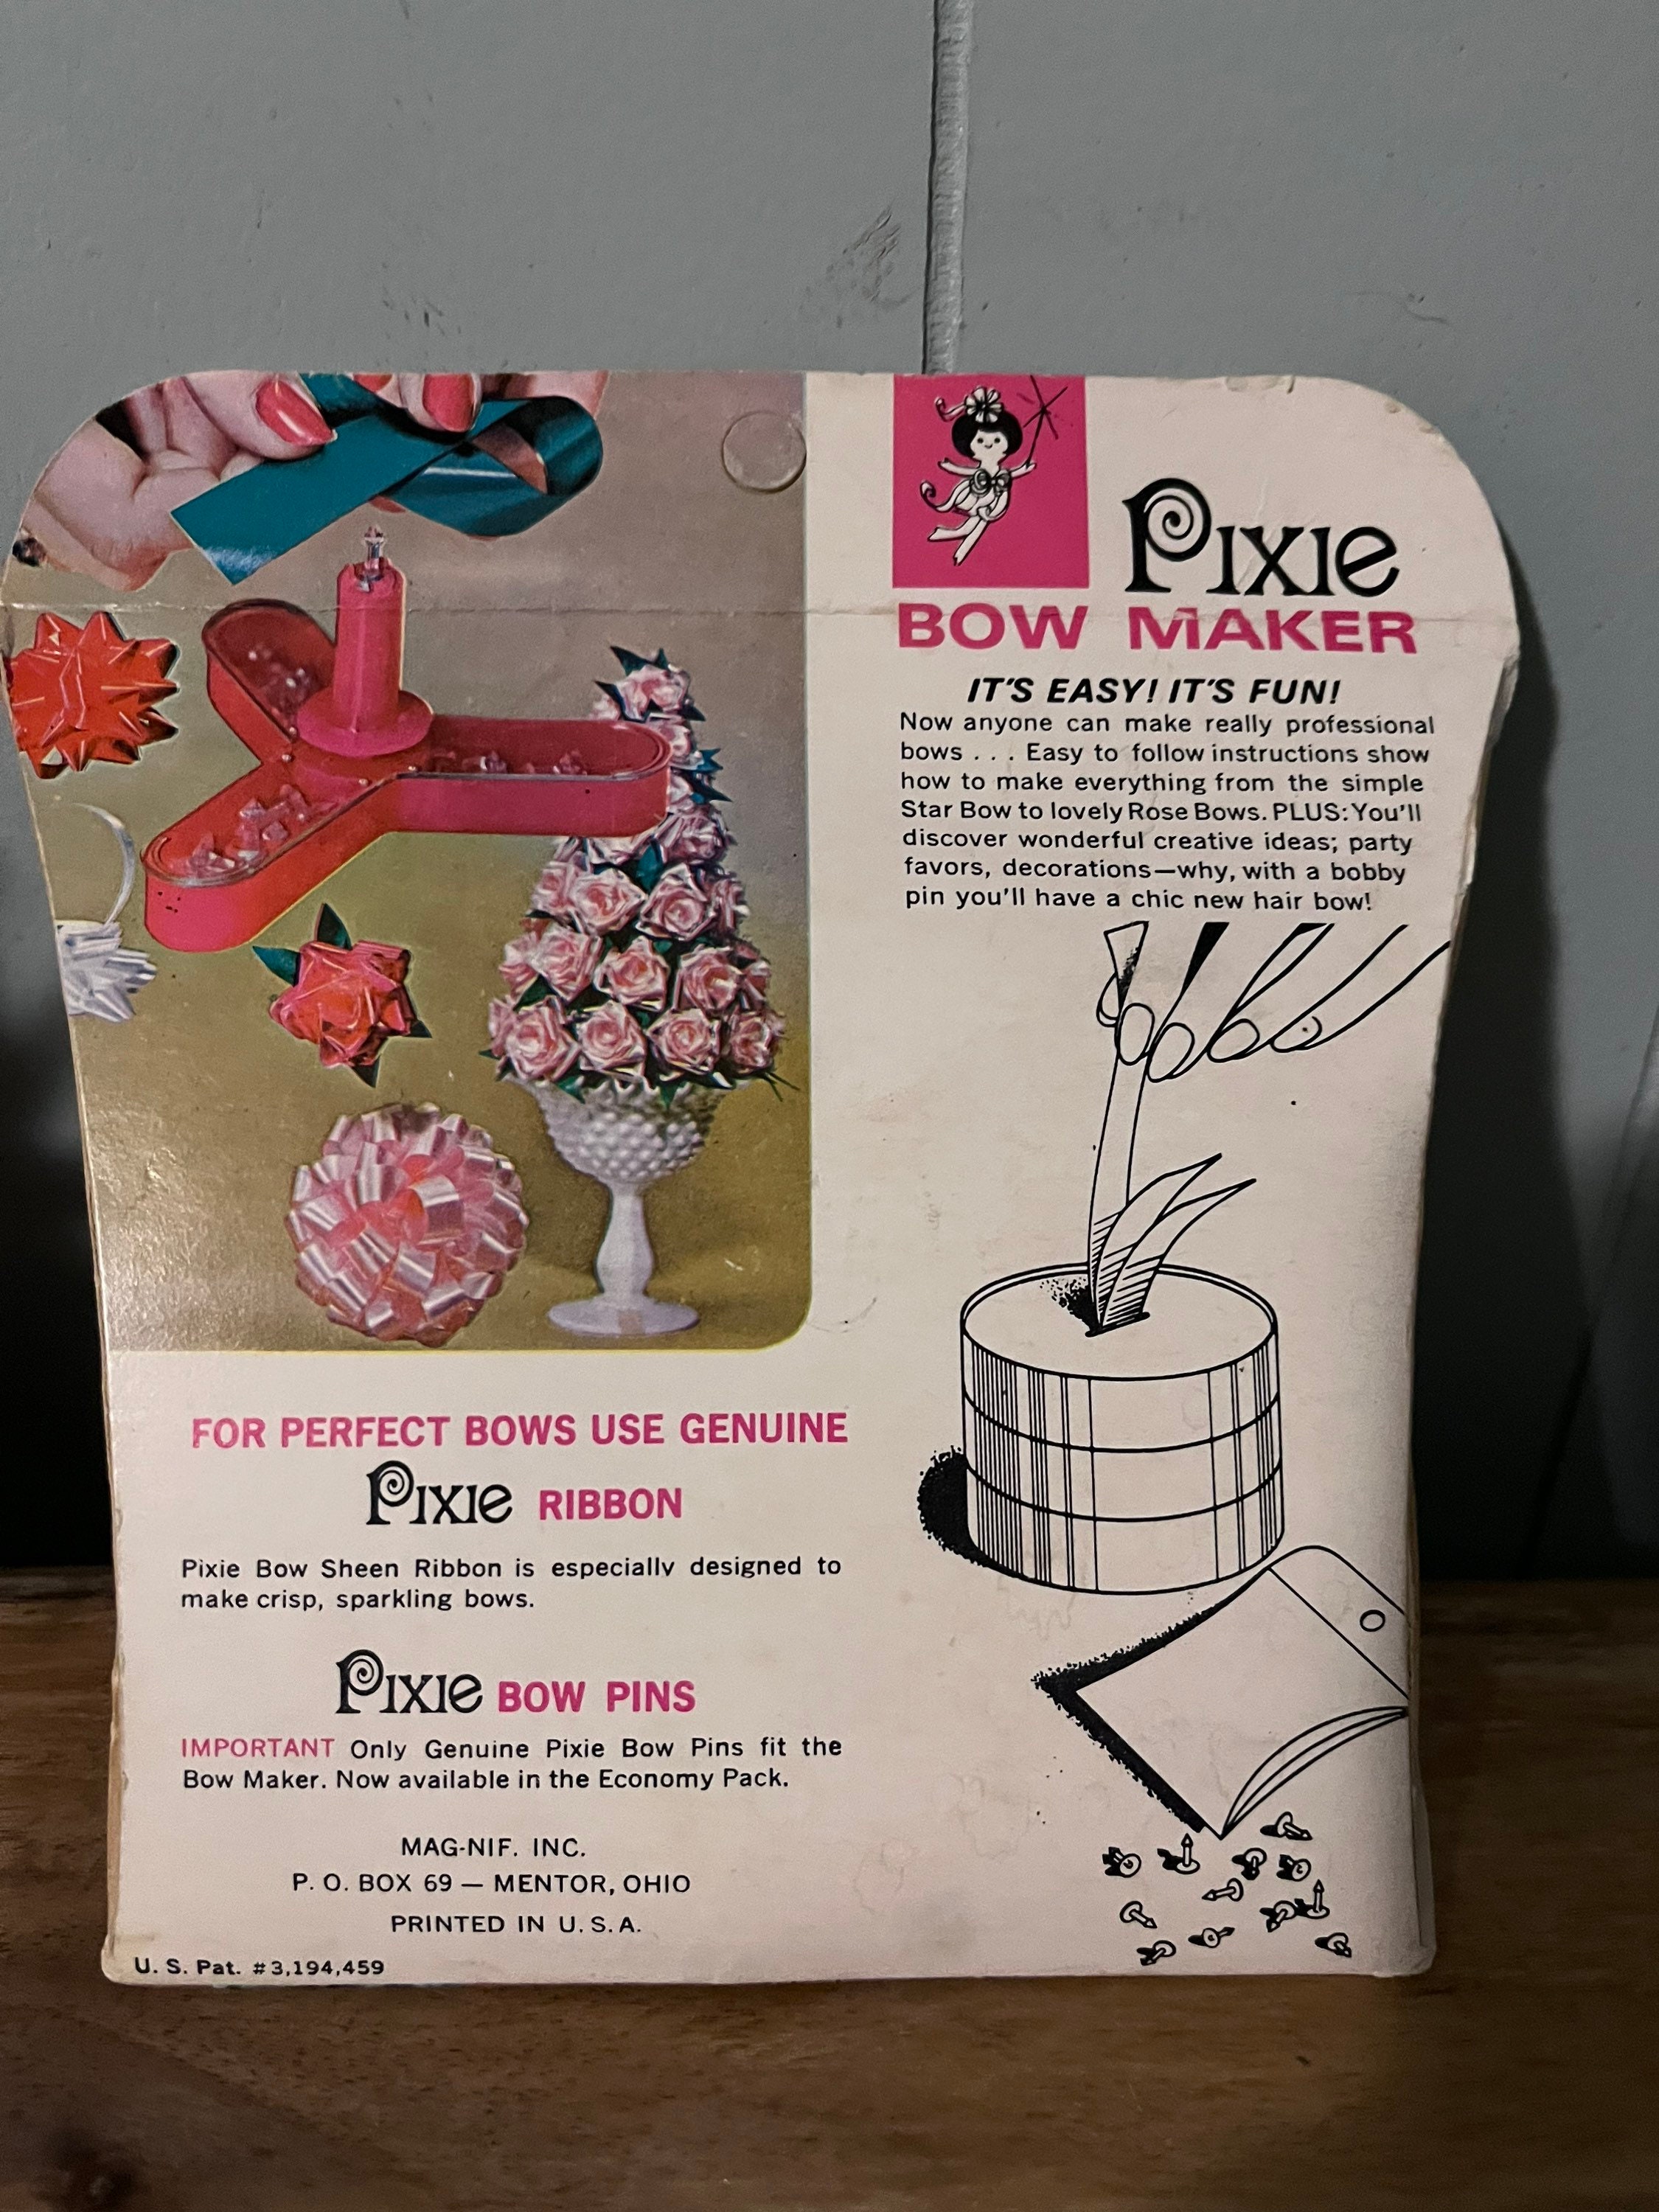 Pixie
BOW MAKER
IT'S EASY! IT'S FUN!
Now anyone can make really professional
bows . . . Easy to follow instructions show
how to make everything from the simple
Star Bow to lovely Rose Bows. PLUS: You'll
discover wonderful creative ideas; party
favors, decorations—why, with a bobby
pin you'll have a chic new hair bow!
FOR PERFECT BOWS USE GENUINE
Pixie RIBBON
Pixie Bow Sheen Ribbon is especially designed to
make crisp, sparkling bows.
Pixie BOW PINS
IMPORTANT Only Genuine Pixie Bow Pins fit the
Bow Maker. Now available in the Economy Pack.
MAG-NIF. INC.
P. O. BOX 69 — MENTOR, OHIO
PRINTED IN U. S. A.
U. S. Pat. #3,194,459